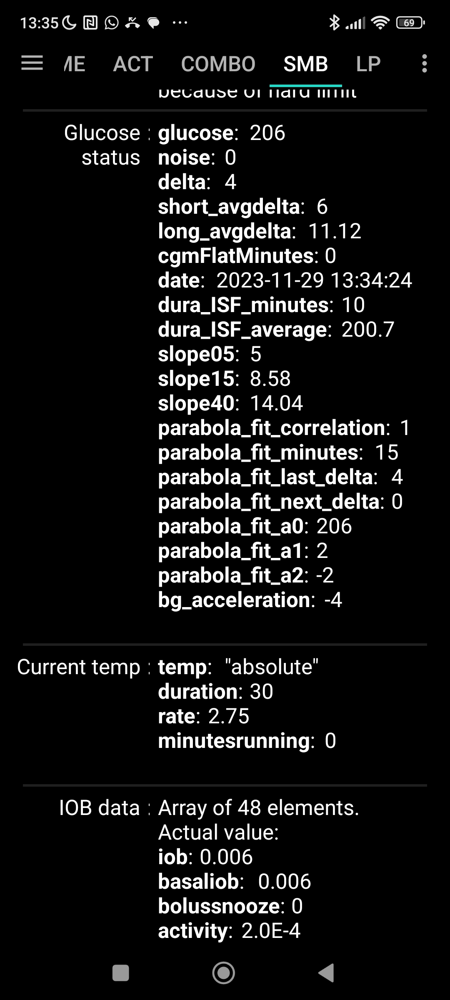 13:35 ... 69
ME ACT COMBO SMB LP
because of hard limit
Glucose : glucose: 206
status noise: 0
delta: 4
short_avgdelta: 6
long_avgdelta: 11.12
cgmFlatMinutes: 0
date: 2023-11-29 13:34:24
dura_ISF_minutes: 10
dura_ISF_average: 200.7
slope05: 5
slope15: 8.58
slope40: 14.04
parabola_fit_correlation: 1
parabola_fit_minutes: 15
parabola_fit_last_delta: 4
parabola_fit_next_delta: 0
parabola_fit_a0: 206
parabola_fit_a1: 2
parabola_fit_a2: -2
bg_acceleration: -4
Current temp : temp: "absolute"
duration: 30
rate: 2.75
minutesrunning: 0
IOB data : Array of 48 elements.
Actual value:
iob: 0.006
basaliob: 0.006
bolussnooze: 0
activity: 2.0E-4